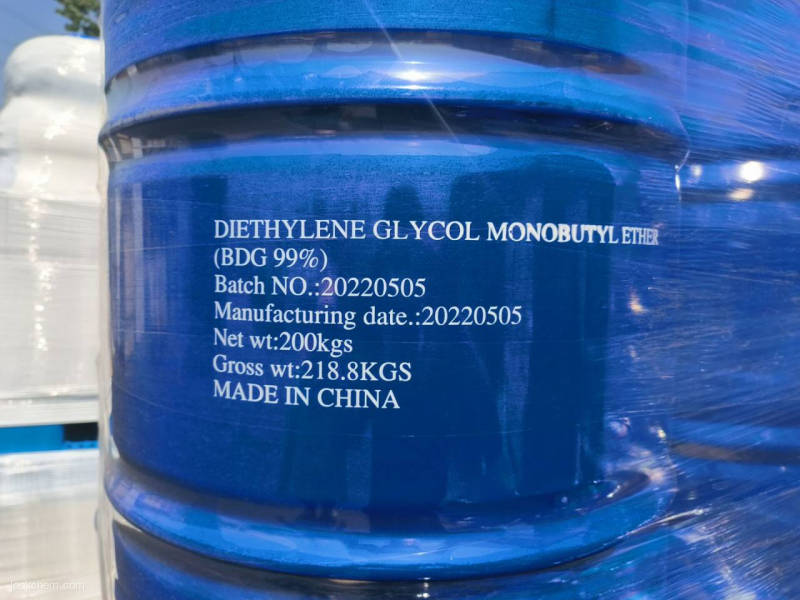 DIETHYLENE GLYCOL MONOBUTYL ETHER
(BDG 99%)
Batch NO.:20220505
Manufacturing date.:20220505
Net wt:200kgs
Gross wt:218.8KGS
MADE IN CHINA